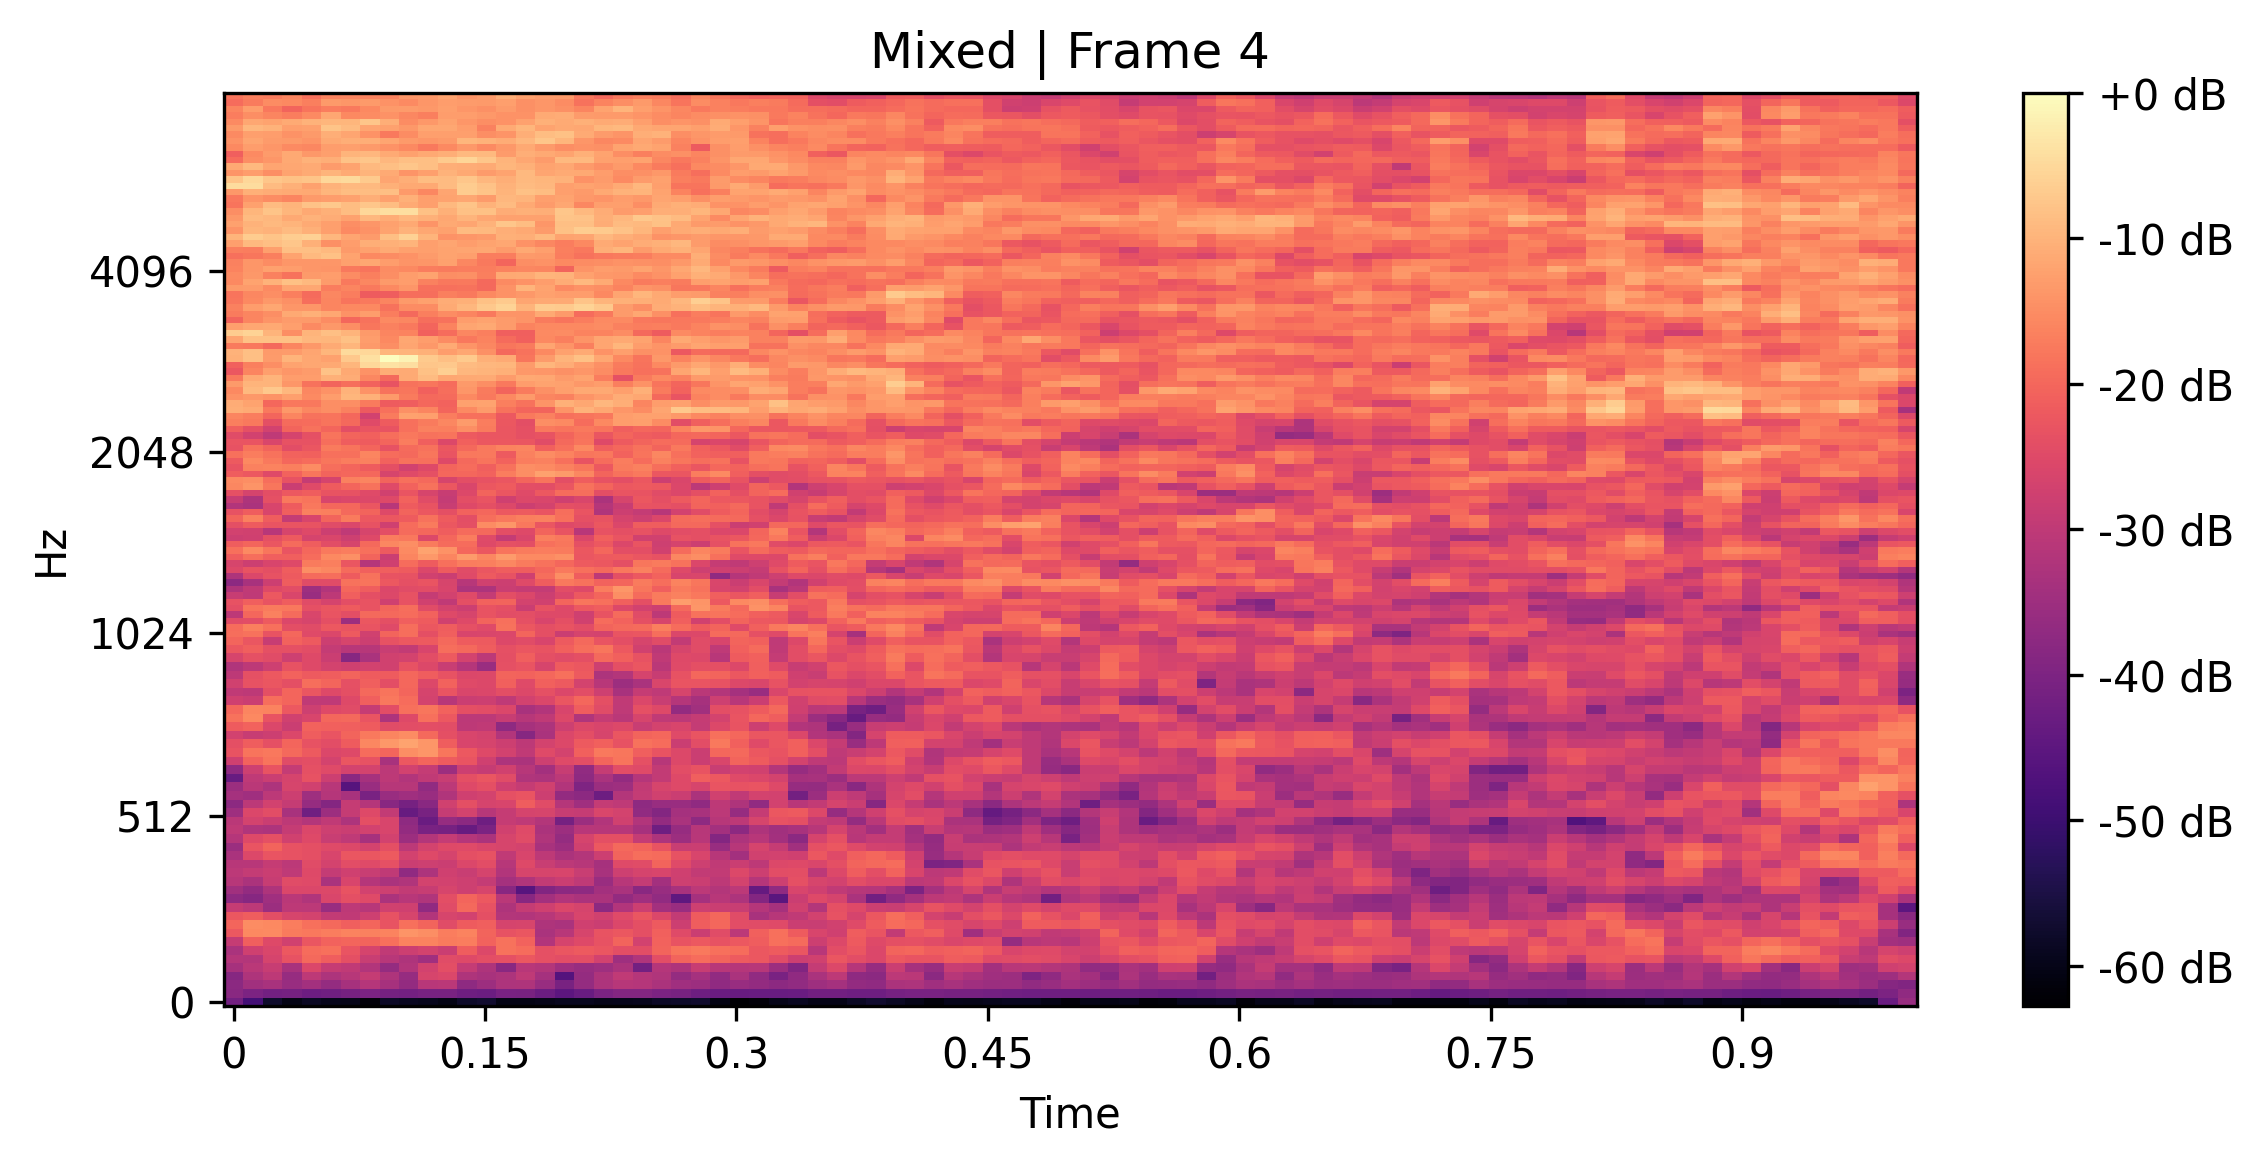 Mixed | Frame 4
Hz
4096
2048
1024
512
0
0 0.15 0.3 0.45 0.6 0.75 0.9
Time
+0 dB
-10 dB
-20 dB
-30 dB
-40 dB
-50 dB
-60 dB